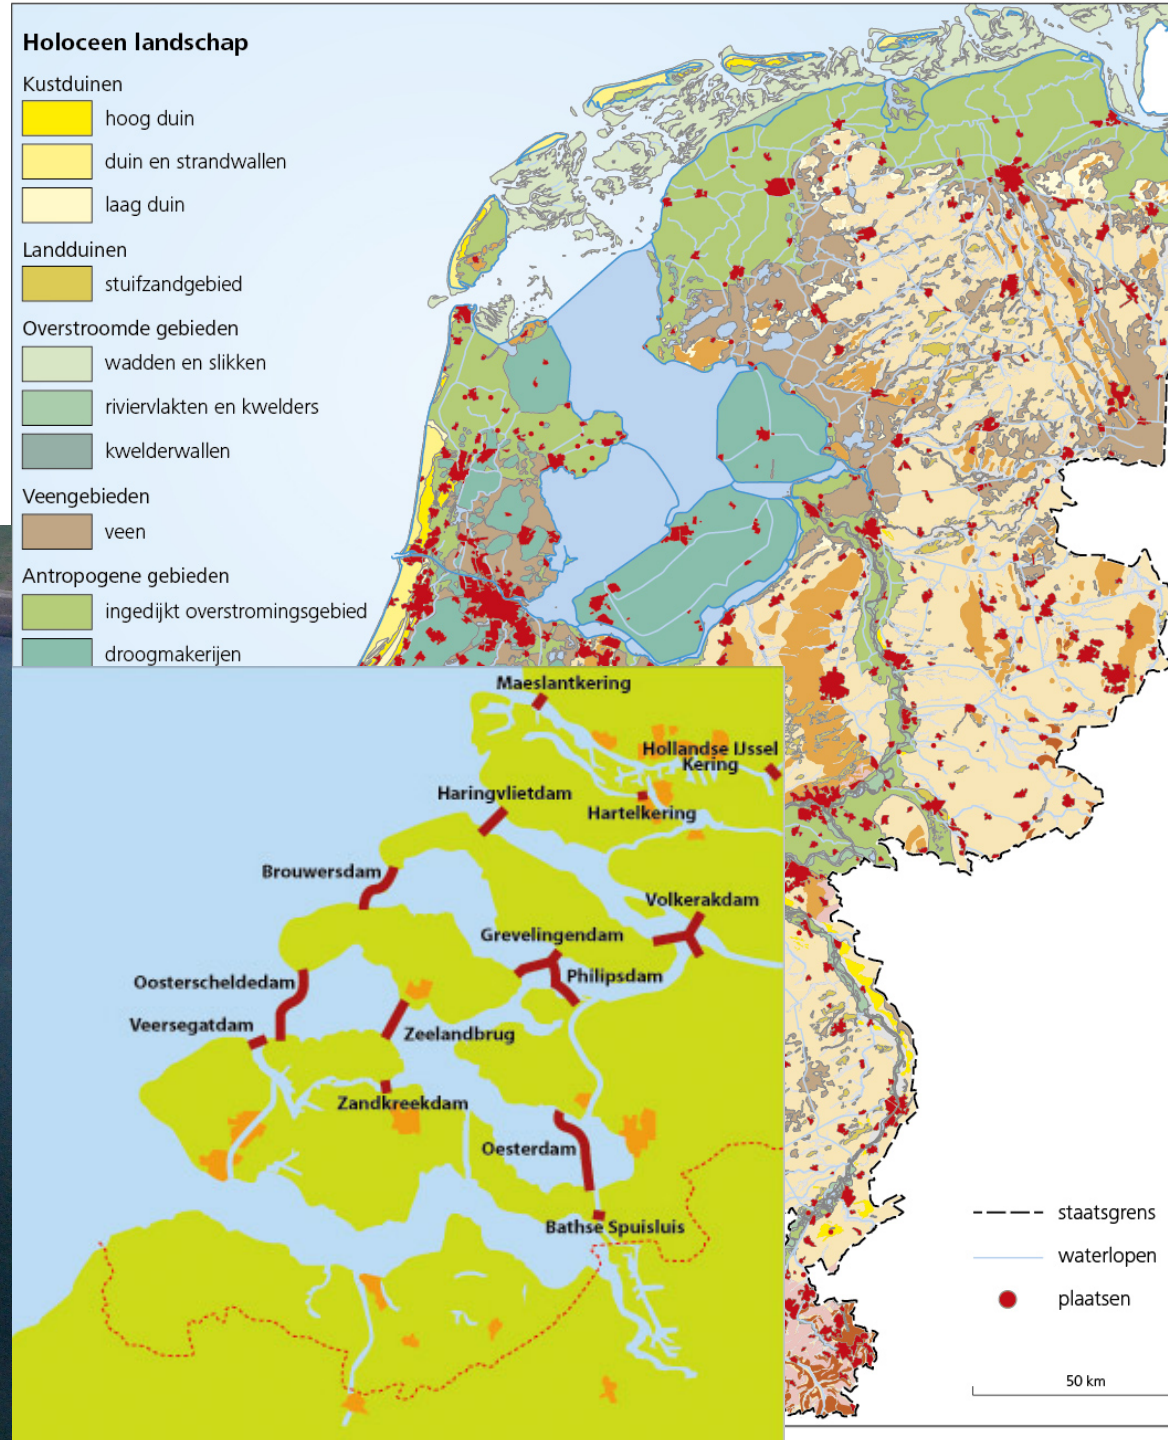 Holoceen landschap
Kustduinen
hoog duin
duin en strandwallen
laag duin
Landduinen
stuifzandgebied
Overstroomde gebieden
wadden en slikken
riviervlakten en kwelders
kwelderwallen
Veengebieden
veen
Antropogene gebieden
ingedijkt overstromingsgebied
droogmakerijen
Maeslantkering
Hollandse IJssel
Kering
Haringvlietdam
Hartelkering
Brouwersdam
Volkerakdam
Grevelingendam
Philipsdam
Oosterscheldedam
Veersegatdam
Zeelandbrug
Zandkreekdam
Oesterdam
Bathse Spuisluis
staatsgrens
waterlopen
plaatsen
50 km